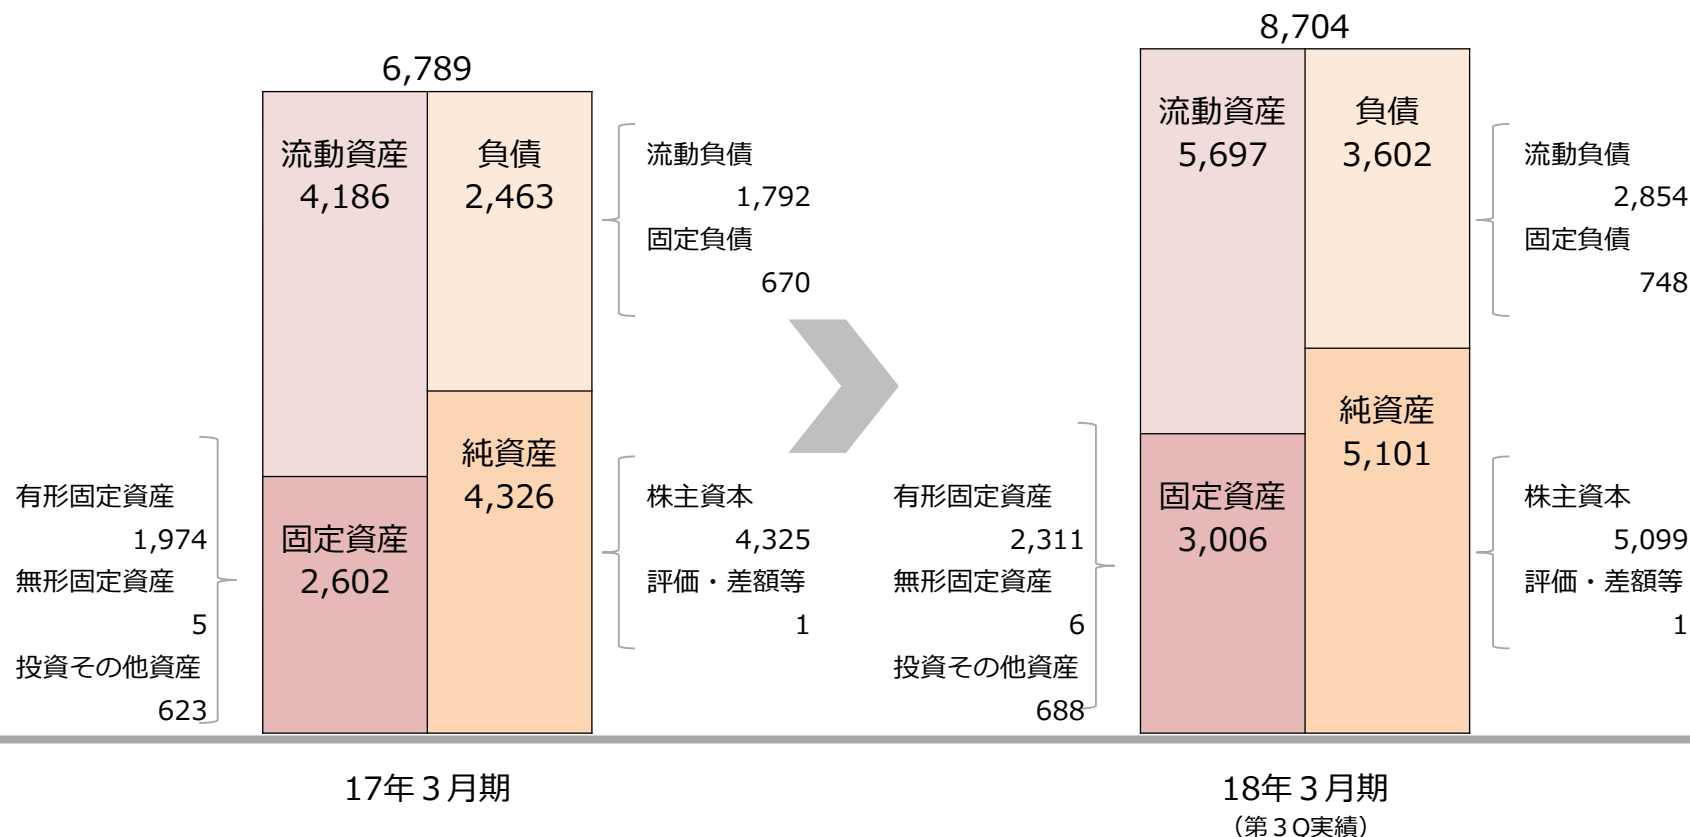 6,789
流動資産
4,186
負債
2,463
流動負債
1,792
固定負債
670
有形固定資産
1,974
無形固定資産
5
投資その他資産
623
固定資産
2,602
純資産
4,326
株主資本
4,325
評価・差額等
1
17年３月期
8,704
流動資産
5,697
負債
3,602
流動負債
2,854
固定負債
748
有形固定資産
2,311
無形固定資産
6
投資その他資産
688
固定資産
3,006
純資産
5,101
株主資本
5,099
評価・差額等
1
18年３月期
（第３Q実績）